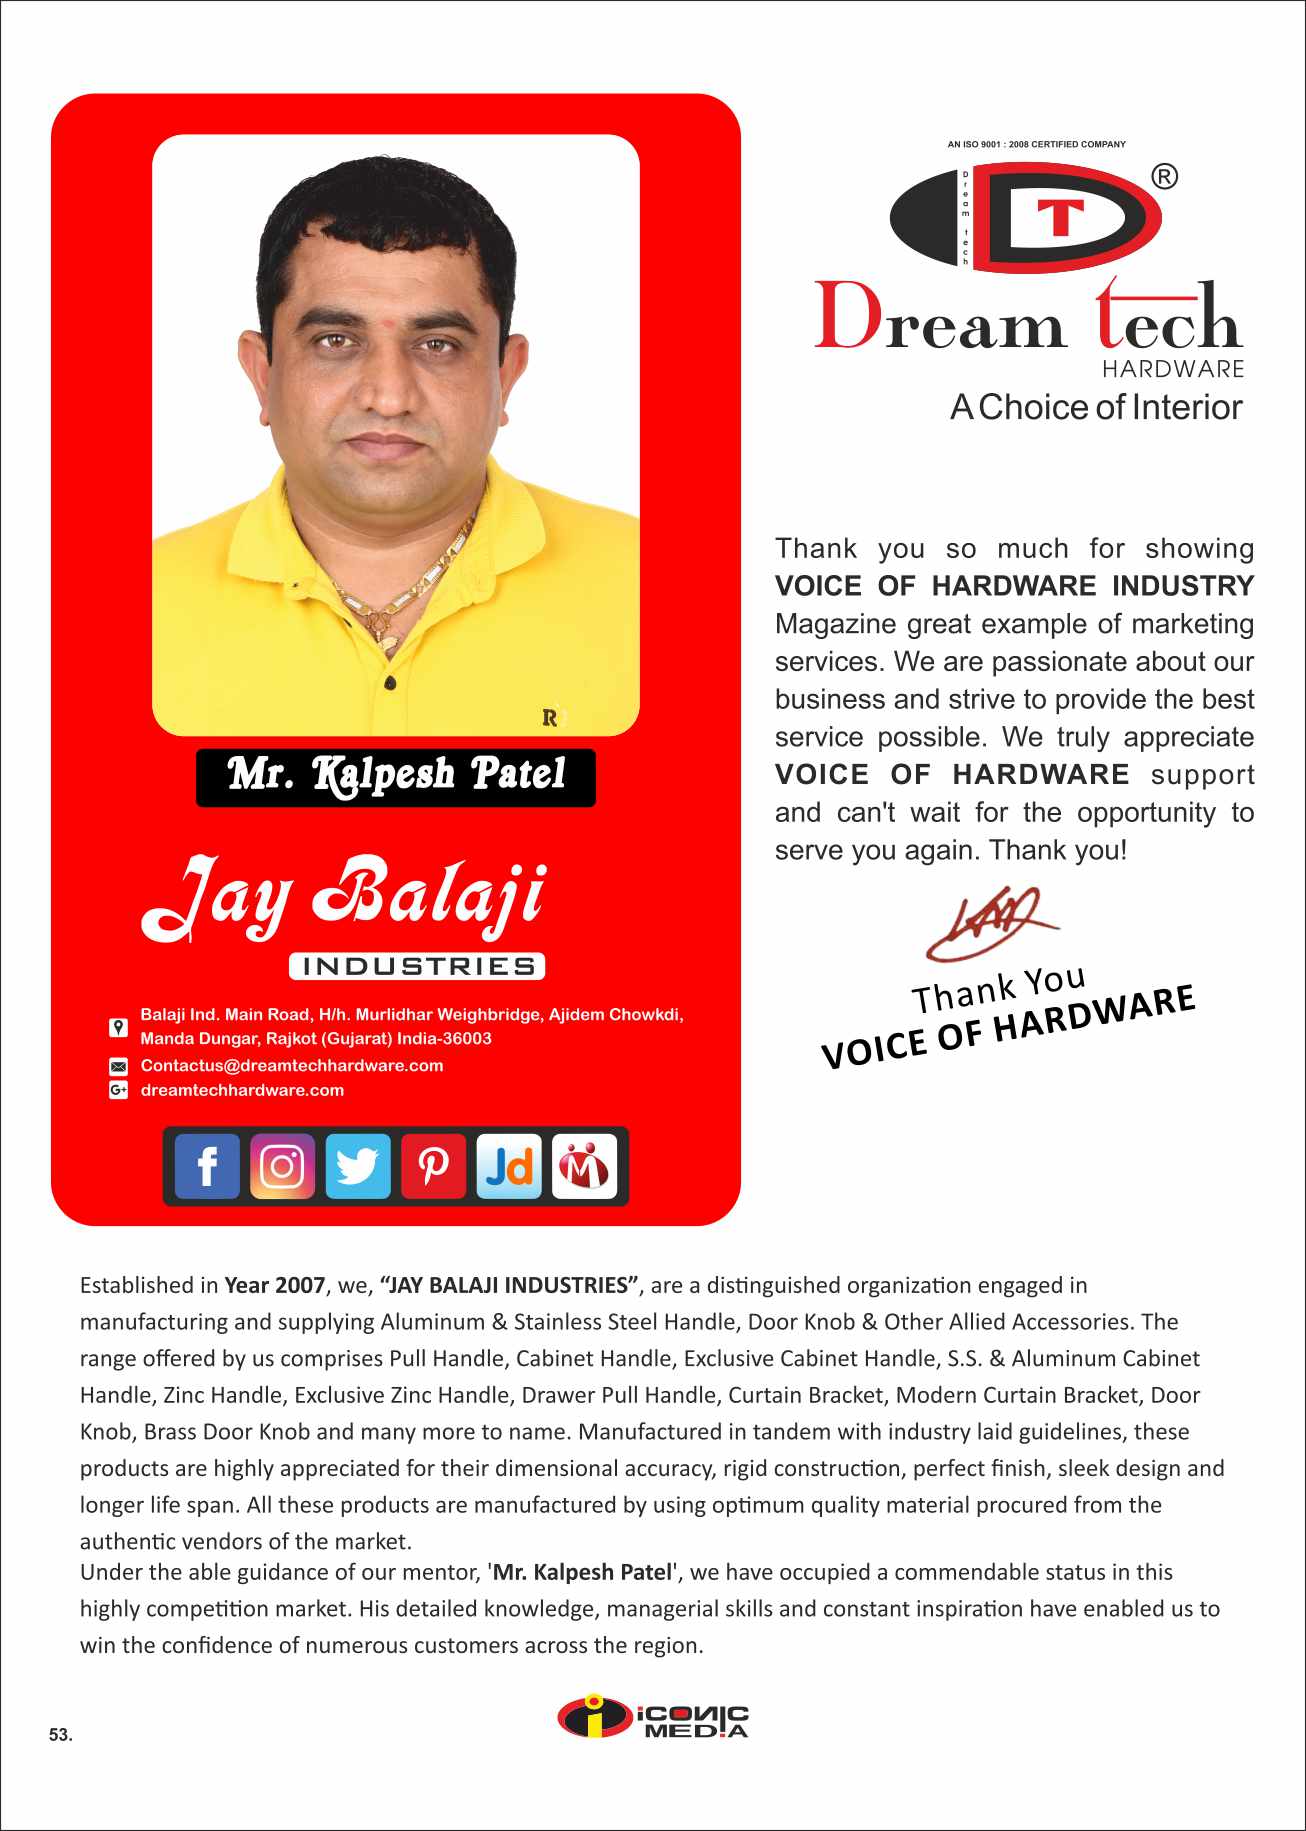 AN ISO 9001 : 2008 CERTIFIED COMPANY
Dream tech
T
®
Dream tech
HARDWARE
A Choice of Interior
R
Mr. Kalpesh Patel
Jay Balaji
INDUSTRIES
Balaji Ind. Main Road, H/h. Murlidhar Weighbridge, Ajidem Chowkdi,
Manda Dungar, Rajkot (Gujarat) India-36003
Contactus@dreamtechhardware.com
G+ dreamtechhardware.com
f
Jd
M
Thank you so much for showing
VOICE OF HARDWARE INDUSTRY
Magazine great example of marketing
services. We are passionate about our
business and strive to provide the best
service possible. We truly appreciate
VOICE OF HARDWARE support
and can't wait for the opportunity to
serve you again. Thank you!
Thank You
VOICE OF HARDWARE
Established in Year 2007, we, “JAY BALAJI INDUSTRIES”, are a distinguished organization engaged in
manufacturing and supplying Aluminum & Stainless Steel Handle, Door Knob & Other Allied Accessories. The
range offered by us comprises Pull Handle, Cabinet Handle, Exclusive Cabinet Handle, S.S. & Aluminum Cabinet
Handle, Zinc Handle, Exclusive Zinc Handle, Drawer Pull Handle, Curtain Bracket, Modern Curtain Bracket, Door
Knob, Brass Door Knob and many more to name. Manufactured in tandem with industry laid guidelines, these
products are highly appreciated for their dimensional accuracy, rigid construction, perfect finish, sleek design and
longer life span. All these products are manufactured by using optimum quality material procured from the
authentic vendors of the market.
Under the able guidance of our mentor, 'Mr. Kalpesh Patel', we have occupied a commendable status in this
highly competition market. His detailed knowledge, managerial skills and constant inspiration have enabled us to
win the confidence of numerous customers across the region.
iCONIC
MEDIA
53.